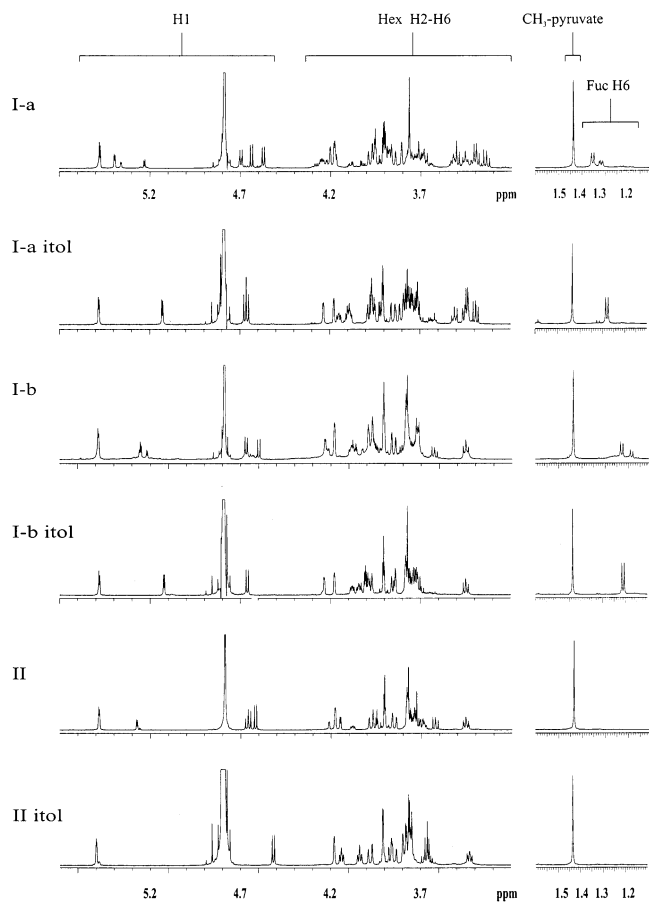 H1
Hex H2-H6
CH₃-pyruvate
Fuc H6
I-a
5.2 4.7 4.2 3.7 ppm 1.5 1.4 1.3 1.2
I-a itol
I-b
I-b itol
II
II itol
5.2 4.7 4.2 3.7 ppm 1.5 1.4 1.3 1.2